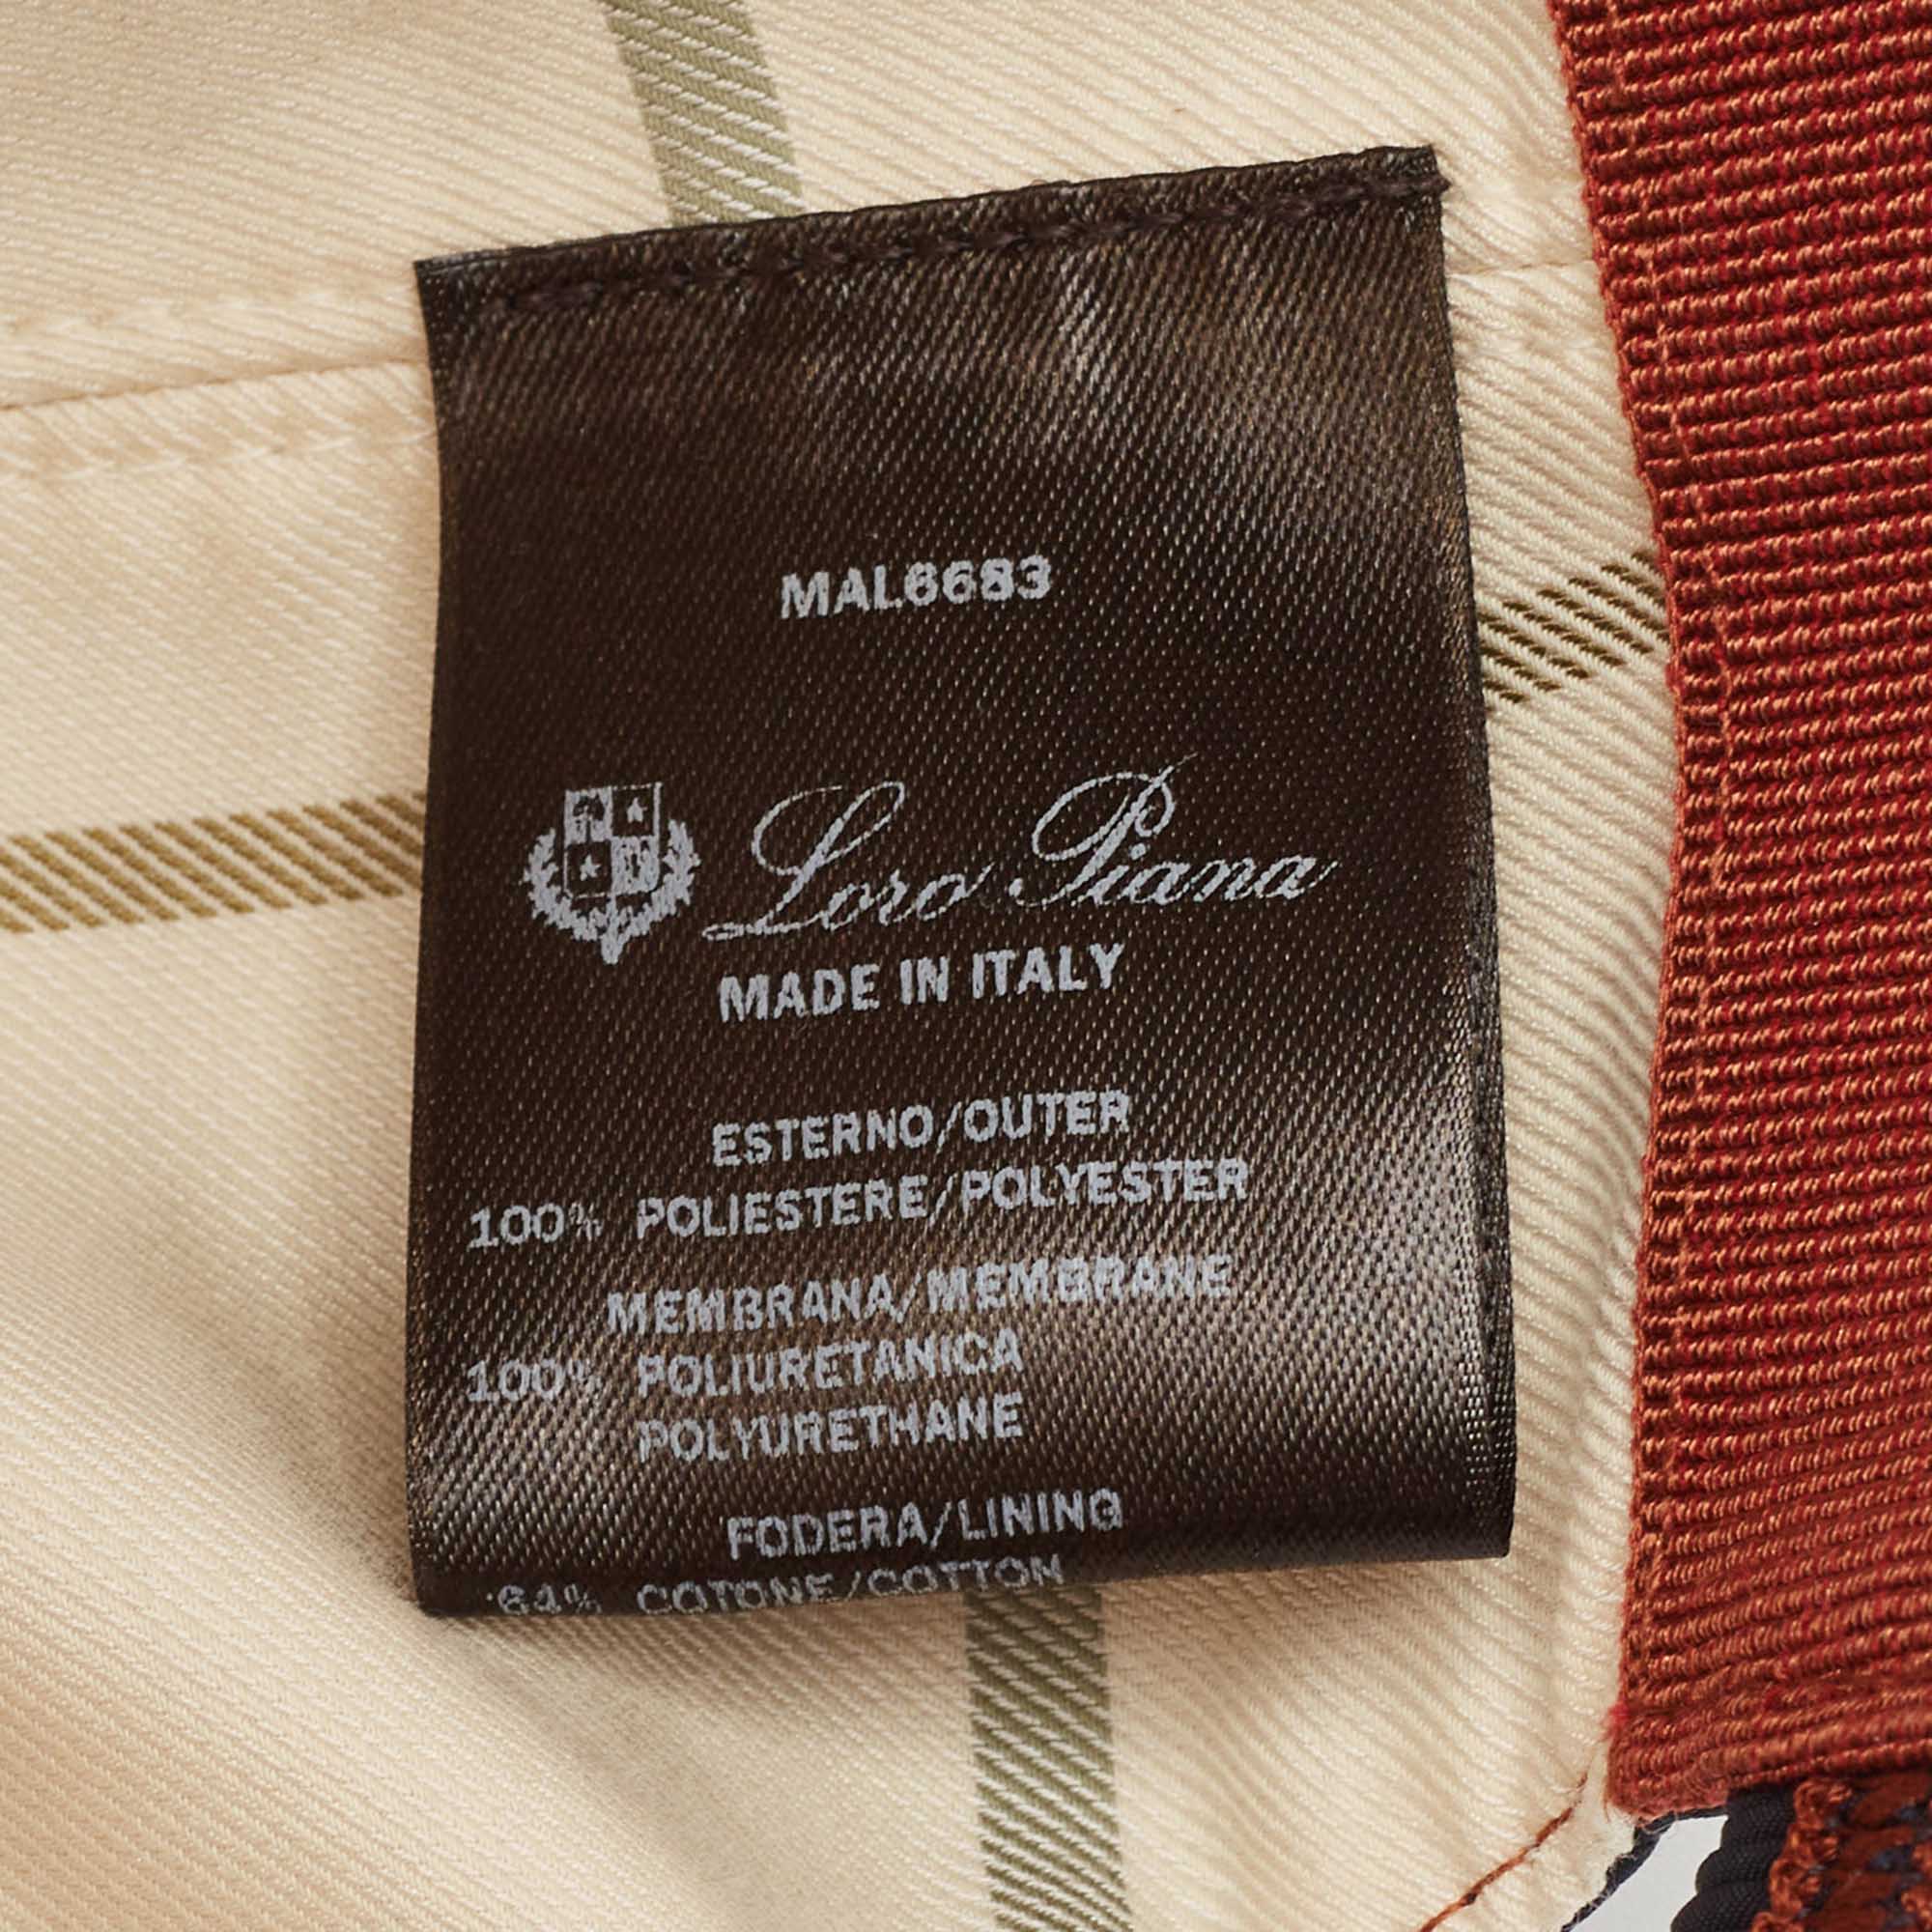 MAL6683
Loro Piana
MADE IN ITALY
ESTERNO/OUTER
100% POLIESTERE/POLYESTER
MEMBRANA/MEMBRANE
100% POLIURETANICA
POLYURETHANE
FODERA/LINING
64% COTONE/COTTON